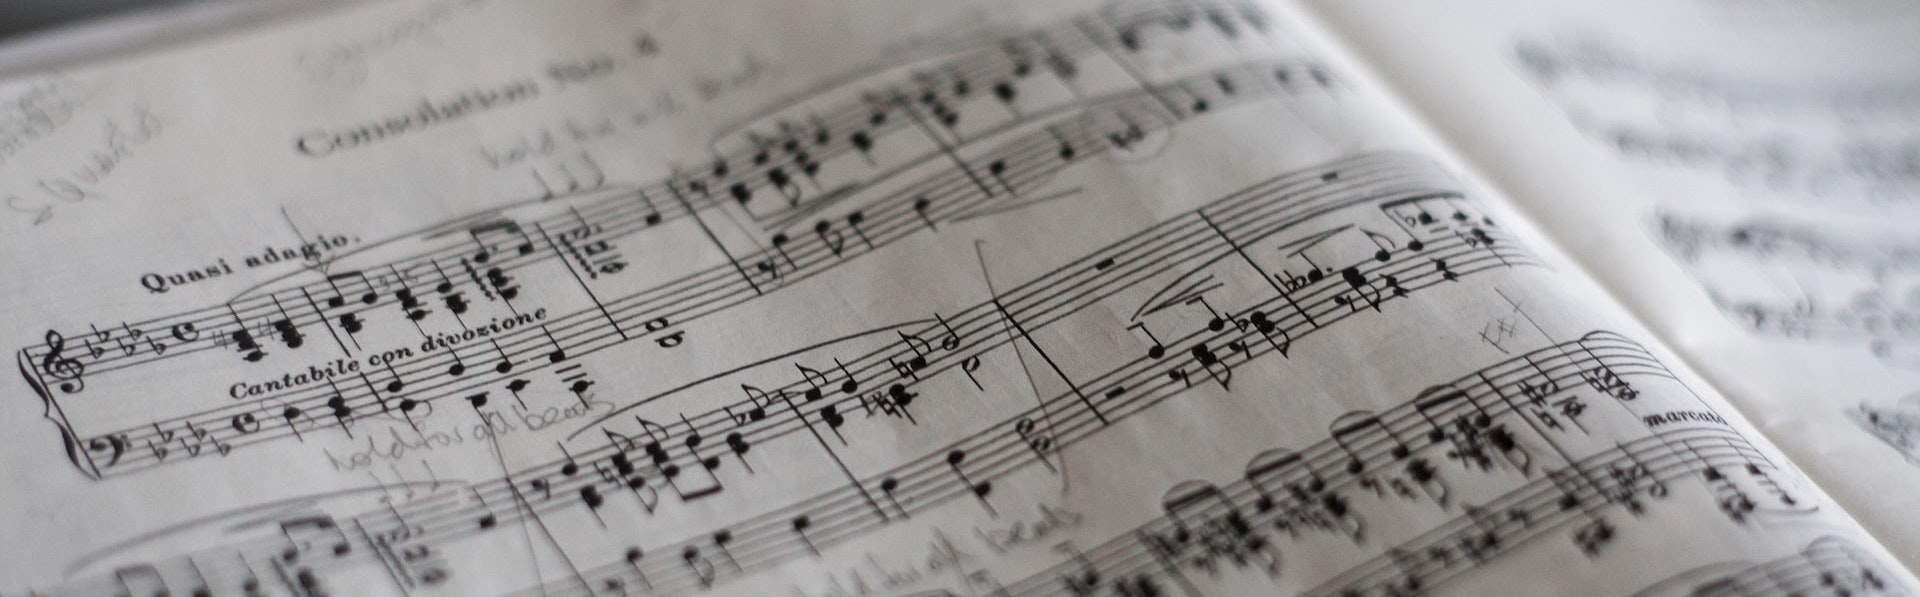 Consolation No. 4
hold for all beats
Quasi adagio.
Cantabile con divozione
hold for all beats
marcato
hold for all beats